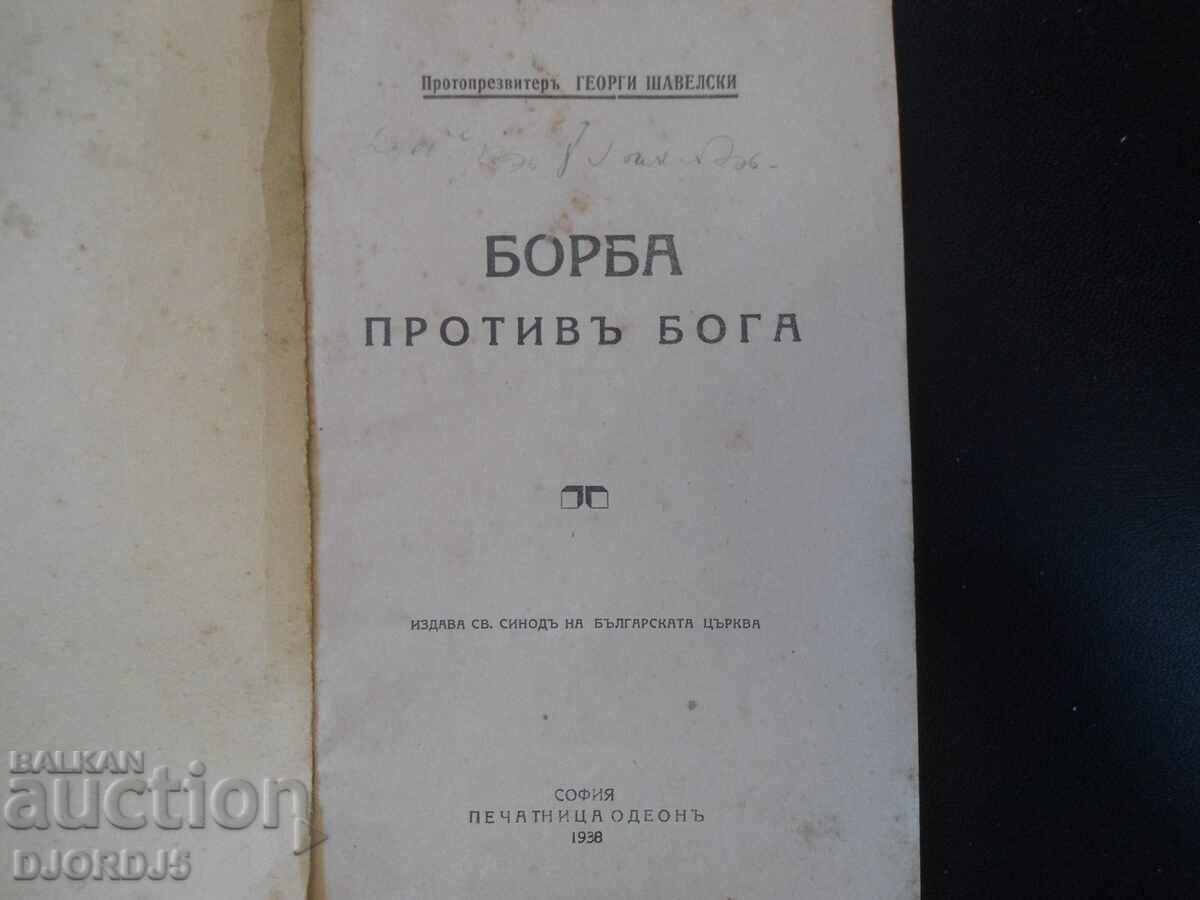 Протопрезвитеръ ГЕОРГИ ШАВЕЛСКИ
БОРБА
ПРОТИВЪ БОГА
ИЗДАВА СВ. СИНОДЪ НА БЪЛГАРСКАТА ЦЪРКВА
СОФИЯ
ПЕЧАТНИЦА ОДЕОНЪ
1938
BALKAN
auction
DJORDJ5